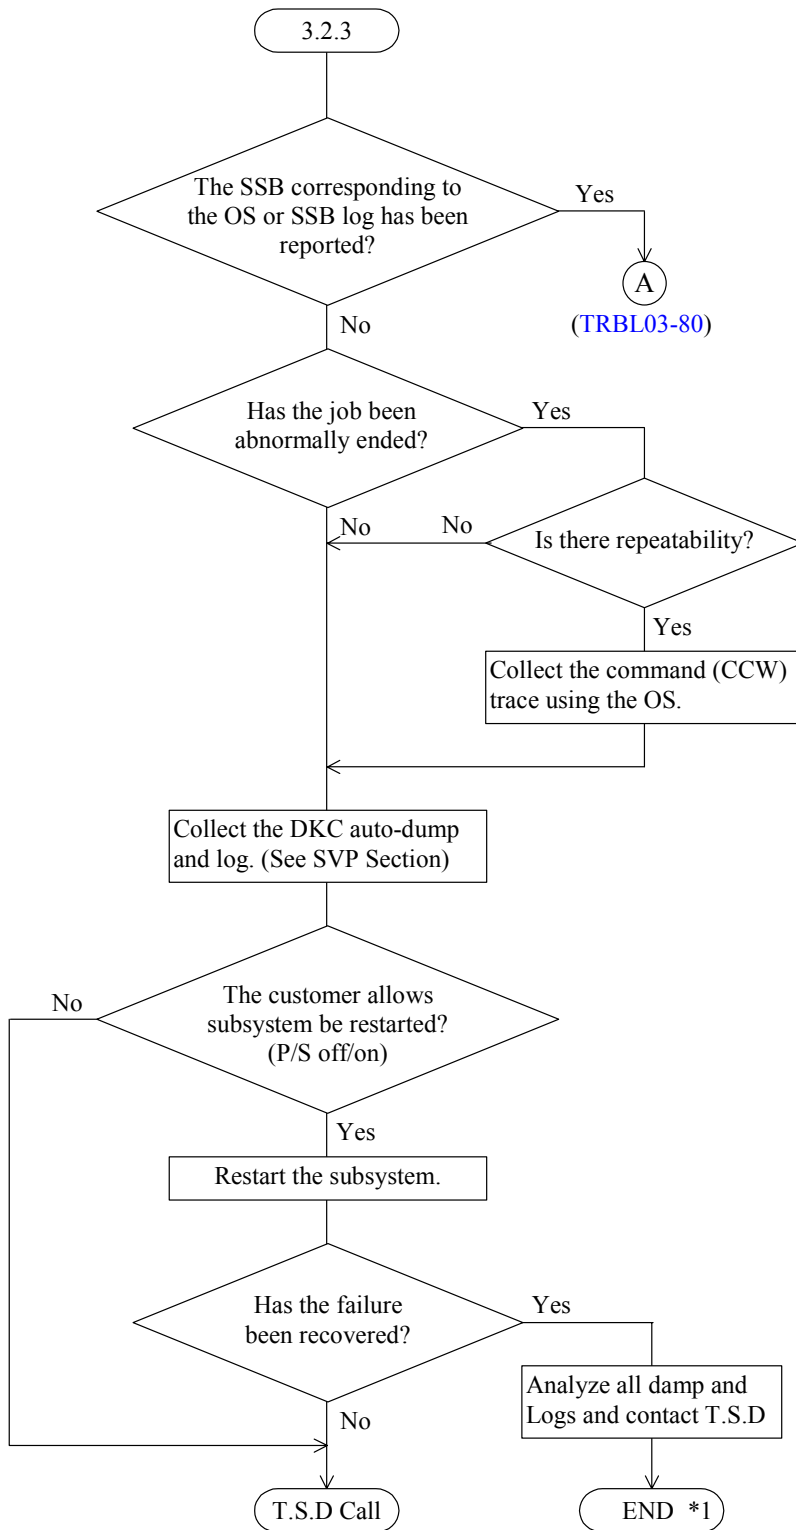 3.2.3
The SSB corresponding to
the OS or SSB log has been
reported?
Yes
A
(TRBL03-80)
No
Has the job been
abnormally ended?
Yes
No
No
Is there repeatability?
Yes
Collect the command (CCW)
trace using the OS.
Collect the DKC auto-dump
and log. (See SVP Section)
No
The customer allows
subsystem be restarted?
(P/S off/on)
Yes
Restart the subsystem.
Has the failure
been recovered?
Yes
Analyze all damp and
Logs and contact T.S.D
No
T.S.D Call
END *1